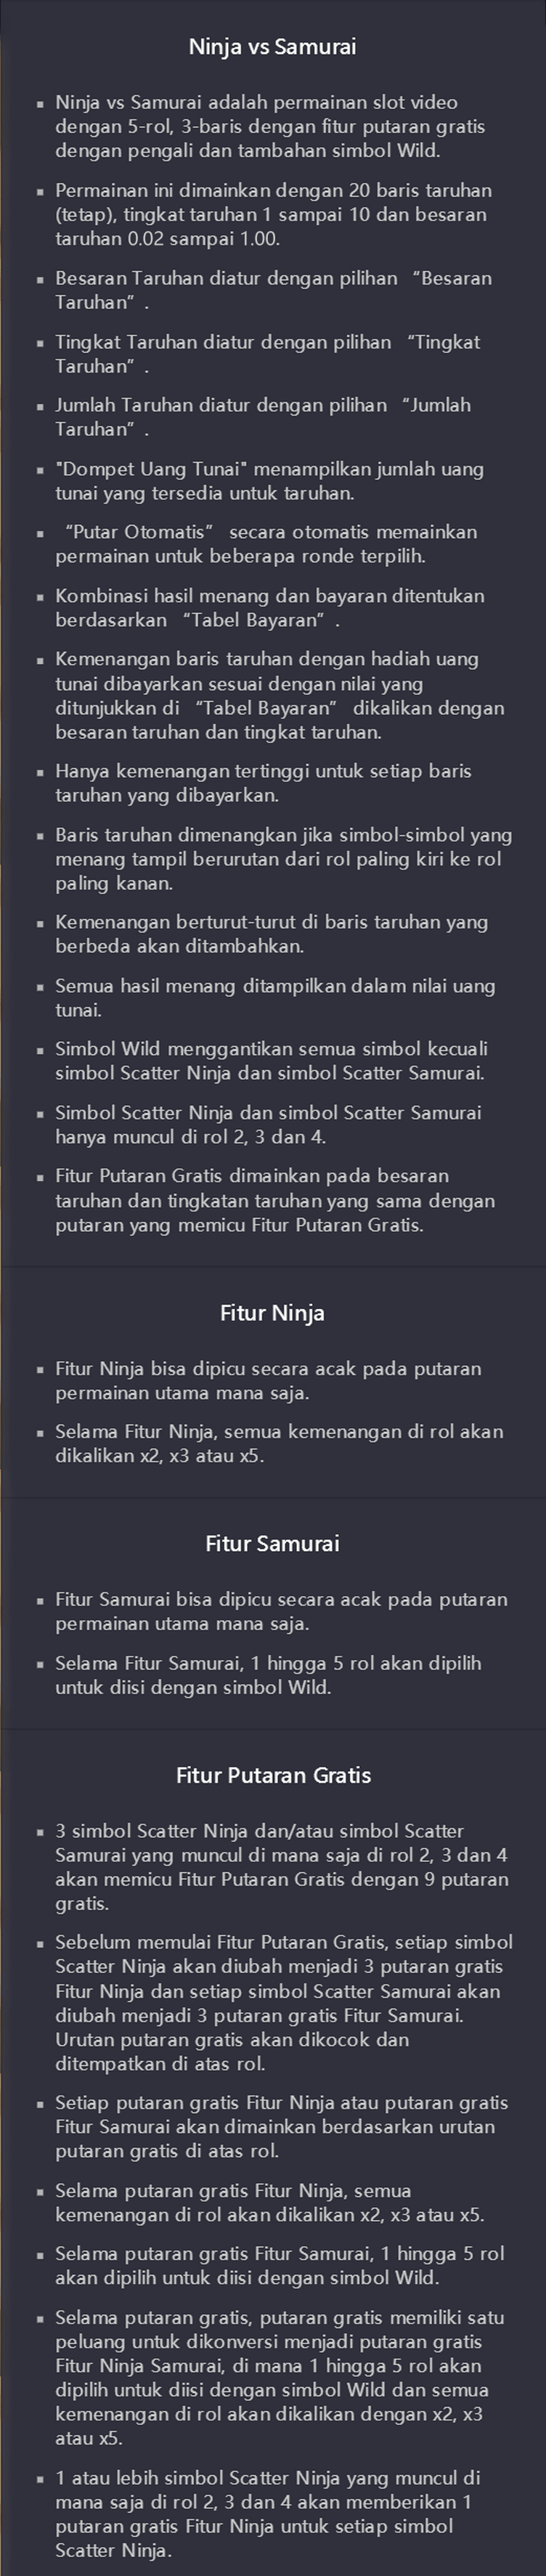 Ninja vs Samurai
▪ Ninja vs Samurai adalah permainan slot video
dengan 5-rol, 3-baris dengan fitur putaran gratis
dengan pengali dan tambahan simbol Wild.
▪ Permainan ini dimainkan dengan 20 baris taruhan
(tetap), tingkat taruhan 1 sampai 10 dan besaran
taruhan 0.02 sampai 1.00.
▪ Besaran Taruhan diatur dengan pilihan “Besaran
Taruhan” .
▪ Tingkat Taruhan diatur dengan pilihan “Tingkat
Taruhan” .
▪ Jumlah Taruhan diatur dengan pilihan “Jumlah
Taruhan” .
▪ "Dompet Uang Tunai" menampilkan jumlah uang
tunai yang tersedia untuk taruhan.
▪ “Putar Otomatis” secara otomatis memainkan
permainan untuk beberapa ronde terpilih.
▪ Kombinasi hasil menang dan bayaran ditentukan
berdasarkan “Tabel Bayaran” .
▪ Kemenangan baris taruhan dengan hadiah uang
tunai dibayarkan sesuai dengan nilai yang
ditunjukkan di “Tabel Bayaran” dikalikan dengan
besaran taruhan dan tingkat taruhan.
▪ Hanya kemenangan tertinggi untuk setiap baris
taruhan yang dibayarkan.
▪ Baris taruhan dimenangkan jika simbol-simbol yang
menang tampil berurutan dari rol paling kiri ke rol
paling kanan.
▪ Kemenangan berturut-turut di baris taruhan yang
berbeda akan ditambahkan.
▪ Semua hasil menang ditampilkan dalam nilai uang
tunai.
▪ Simbol Wild menggantikan semua simbol kecuali
simbol Scatter Ninja dan simbol Scatter Samurai.
▪ Simbol Scatter Ninja dan simbol Scatter Samurai
hanya muncul di rol 2, 3 dan 4.
▪ Fitur Putaran Gratis dimainkan pada besaran
taruhan dan tingkatan taruhan yang sama dengan
putaran yang memicu Fitur Putaran Gratis.
Fitur Ninja
▪ Fitur Ninja bisa dipicu secara acak pada putaran
permainan utama mana saja.
▪ Selama Fitur Ninja, semua kemenangan di rol akan
dikalikan x2, x3 atau x5.
Fitur Samurai
▪ Fitur Samurai bisa dipicu secara acak pada putaran
permainan utama mana saja.
▪ Selama Fitur Samurai, 1 hingga 5 rol akan dipilih
untuk diisi dengan simbol Wild.
Fitur Putaran Gratis
▪ 3 simbol Scatter Ninja dan/atau simbol Scatter
Samurai yang muncul di mana saja di rol 2, 3 dan 4
akan memicu Fitur Putaran Gratis dengan 9 putaran
gratis.
▪ Sebelum memulai Fitur Putaran Gratis, setiap simbol
Scatter Ninja akan diubah menjadi 3 putaran gratis
Fitur Ninja dan setiap simbol Scatter Samurai akan
diubah menjadi 3 putaran gratis Fitur Samurai.
Urutan putaran gratis akan dikocok dan
ditempatkan di atas rol.
▪ Setiap putaran gratis Fitur Ninja atau putaran gratis
Fitur Samurai akan dimainkan berdasarkan urutan
putaran gratis di atas rol.
▪ Selama putaran gratis Fitur Ninja, semua
kemenangan di rol akan dikalikan x2, x3 atau x5.
▪ Selama putaran gratis Fitur Samurai, 1 hingga 5 rol
akan dipilih untuk diisi dengan simbol Wild.
▪ Selama putaran gratis, putaran gratis memiliki satu
peluang untuk dikonversi menjadi putaran gratis
Fitur Ninja Samurai, di mana 1 hingga 5 rol akan
dipilih untuk diisi dengan simbol Wild dan semua
kemenangan di rol akan dikalikan dengan x2, x3
atau x5.
▪ 1 atau lebih simbol Scatter Ninja yang muncul di
mana saja di rol 2, 3 dan 4 akan memberikan 1
putaran gratis Fitur Ninja untuk setiap simbol
Scatter Ninja.